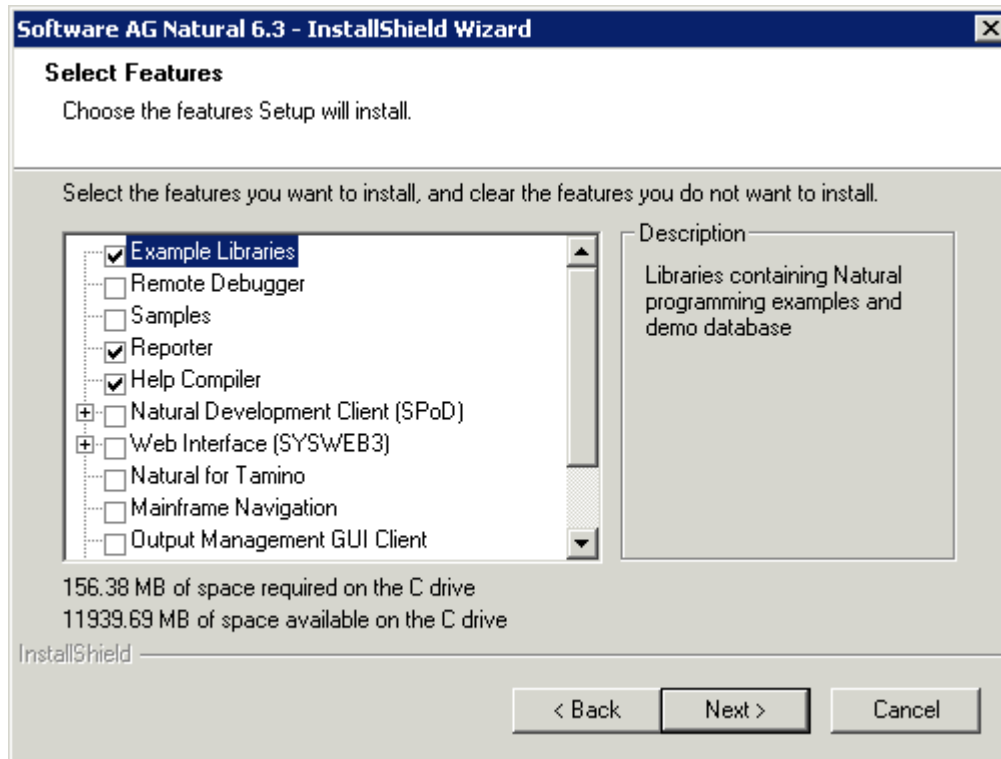 Software AG Natural 6.3 - InstallShield Wizard
Select Features
Choose the features Setup will install.
Select the features you want to install, and clear the features you do not want to install.
Example Libraries
Remote Debugger
Samples
Reporter
Help Compiler
Natural Development Client (SPoD)
Web Interface (SYSWEB3)
Natural for Tamino
Mainframe Navigation
Output Management GUI Client
Description
Libraries containing Natural
programming examples and
demo database
156.38 MB of space required on the C drive
11939.69 MB of space available on the C drive
InstallShield
< Back
Next >
Cancel